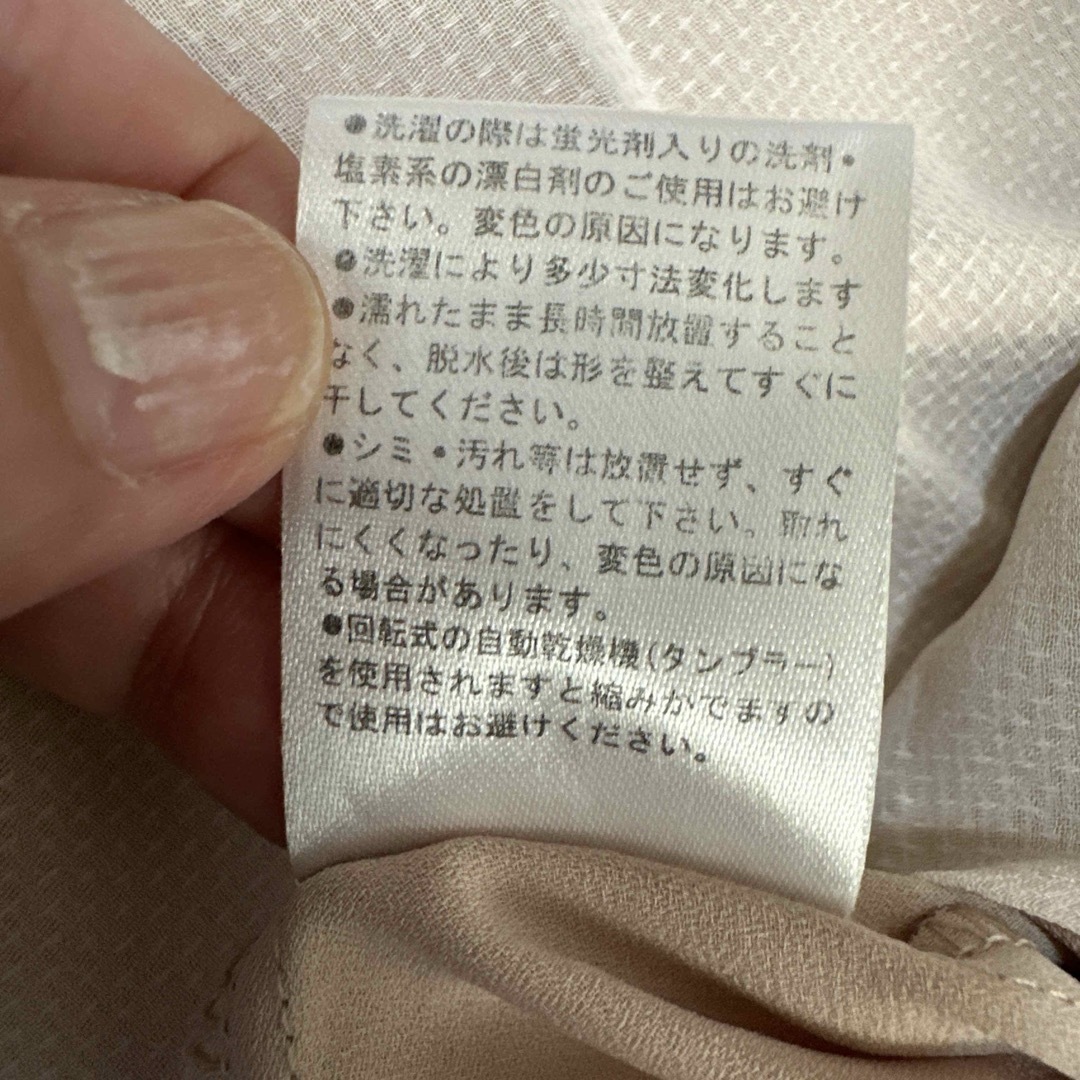 ●洗濯の際は蛍光剤入りの洗剤・
塩素系の漂白剤のご使用はお避け
下さい。変色の原因になります。
●洗濯により多少寸法変化します
●濡れたまま長時間放置すること
なく、脱水後は形を整えてすぐに
干してください。
●シミ・汚れ等は放置せず、すぐ
に適切な処置をして下さい。取れ
にくくなったり、変色の原因にな
る場合があります。
●回転式の自動乾燥機(タンブラー)
を使用されますと縮みがでますの
で使用はお避けください。